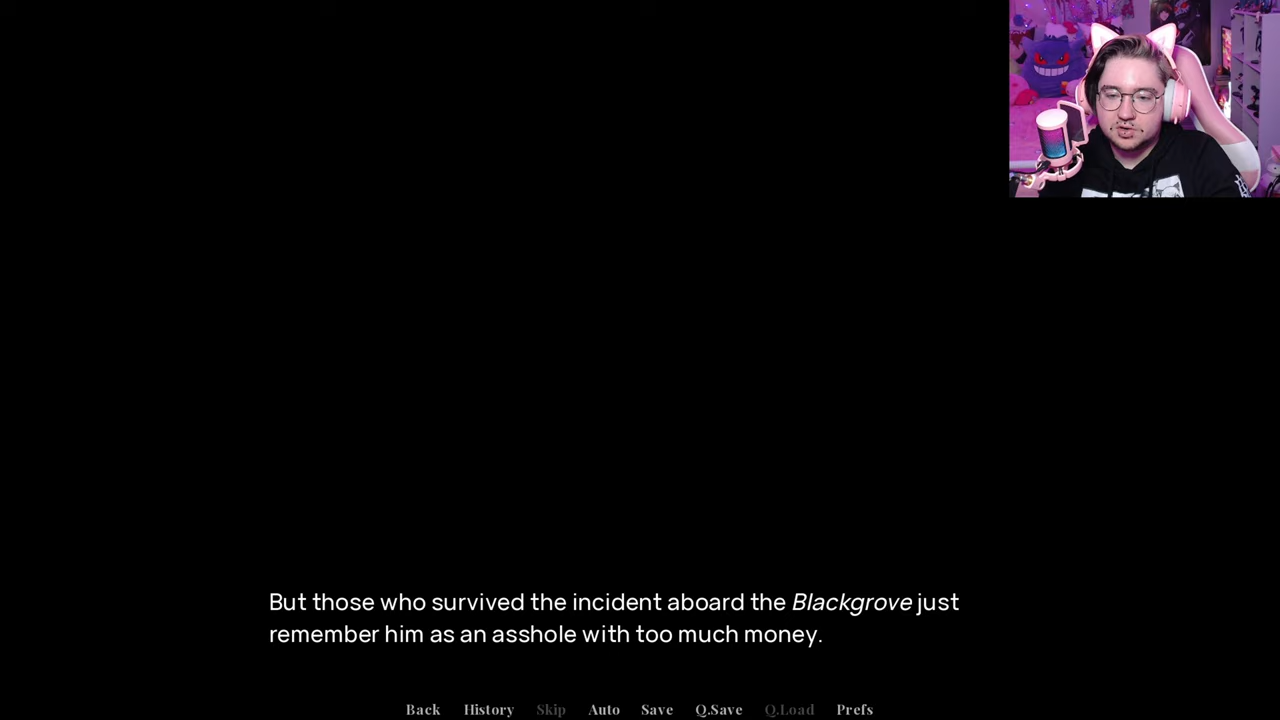 But those who survived the incident aboard the Blackgrove just
remember him as an asshole with too much money.
Back History Skip Auto Save Q.Save Q.Load Prefs